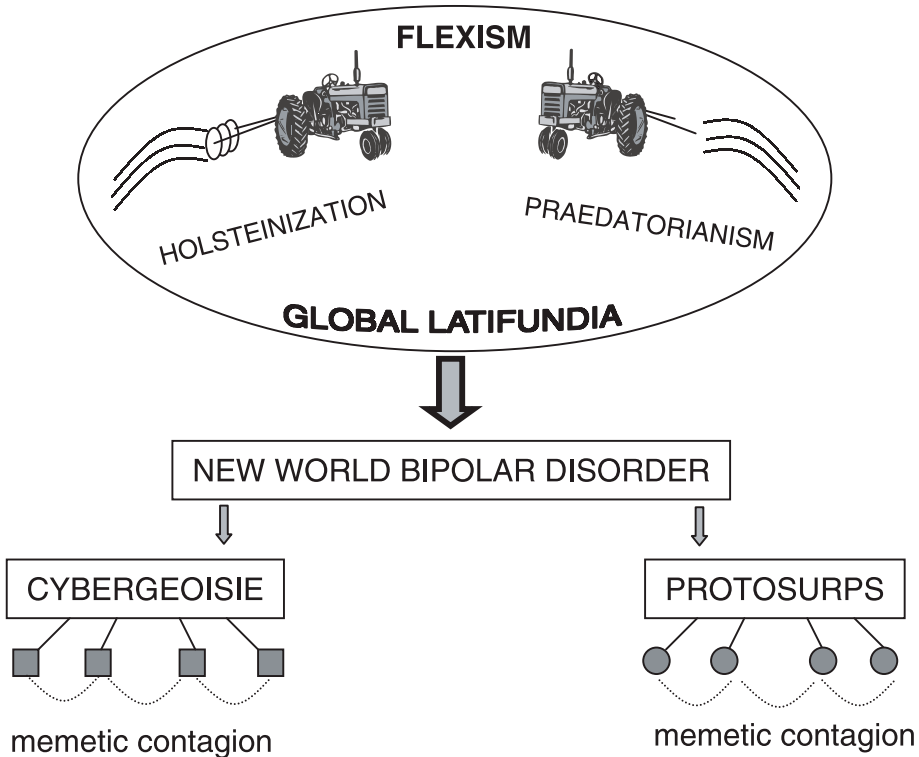 FLEXISM
HOLSTEINIZATION
PRAEDATORIANISM
GLOBAL LATIFUNDIA
NEW WORLD BIPOLAR DISORDER
CYBERGEOISIE
PROTOSURPS
memetic contagion
memetic contagion